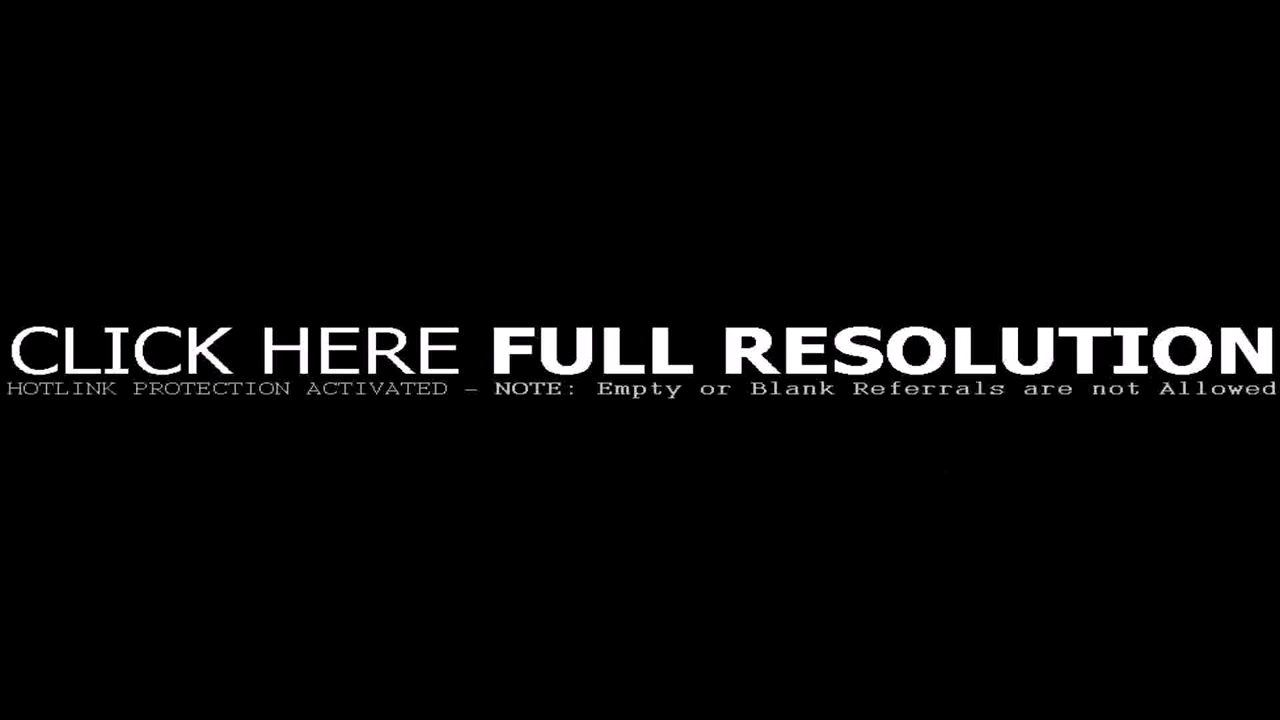 CLICK HERE FULL RESOLUTION
HOTLINK PROTECTION ACTIVATED - NOTE: Empty or Blank Referrals are not Allowed